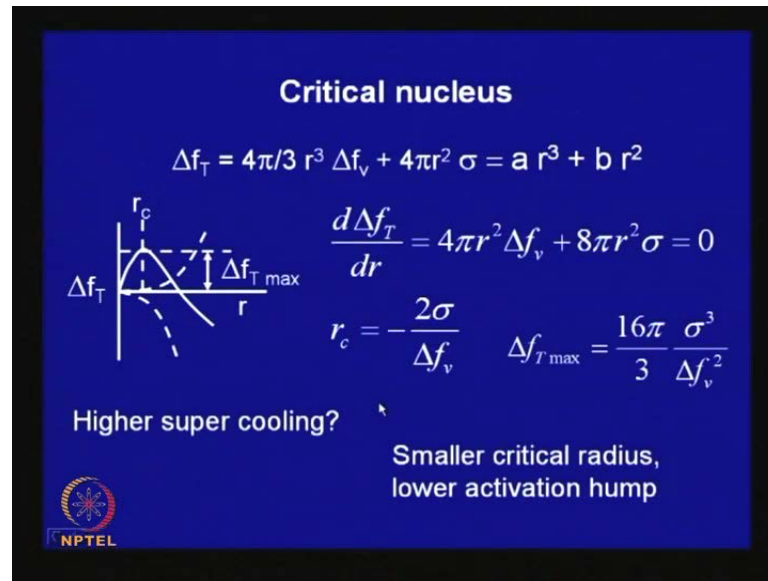 Critical nucleus
Δf_T = 4π/3 r³ Δf_v + 4πr² σ = a r³ + b r²
r_c
Δf_T
Δf_T max
r
dΔf_T/dr = 4πr²Δf_v + 8πr²σ = 0
r_c = −2σ/Δf_v
Δf_T max = 16π/3 σ³/Δf_v²
Higher super cooling?
Smaller critical radius,
lower activation hump
NPTEL